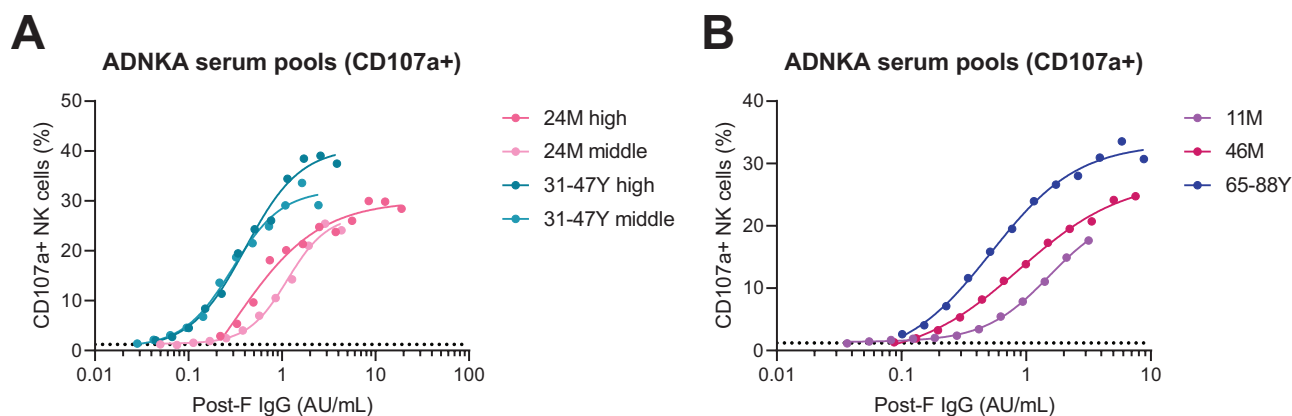 A
ADNKA serum pools (CD107a+)
CD107a+ NK cells (%)
50
40
30
20
10
0
0.01
0.1
1
10
100
Post-F IgG (AU/mL)
24M high
24M middle
31-47Y high
31-47Y middle
B
ADNKA serum pools (CD107a+)
CD107a+ NK cells (%)
40
30
20
10
0
0.01
0.1
1
10
Post-F IgG (AU/mL)
11M
46M
65-88Y